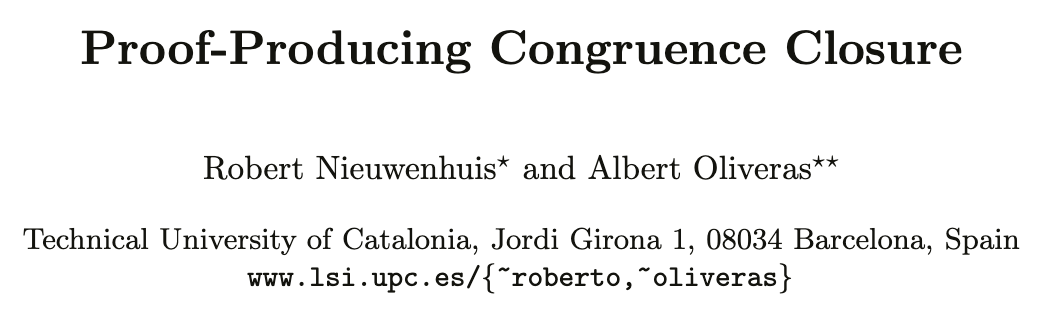 Proof-Producing Congruence Closure
Robert Nieuwenhuis⋆ and Albert Oliveras⋆⋆
Technical University of Catalonia, Jordi Girona 1, 08034 Barcelona, Spain
www.lsi.upc.es/{~roberto,~oliveras}